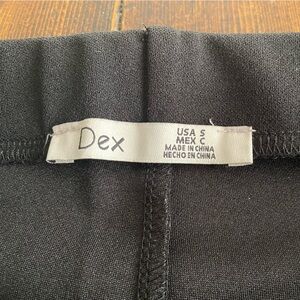 Dex
USA S
MEX C
MADE IN CHINA
HECHO EN CHINA